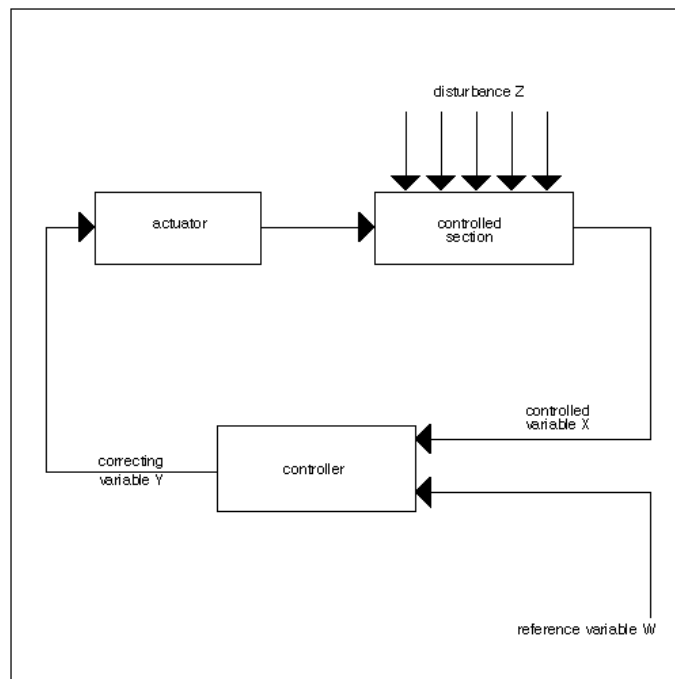 disturbance Z
actuator
controlled
section
controlled
variable X
correcting
variable Y
controller
reference variable W